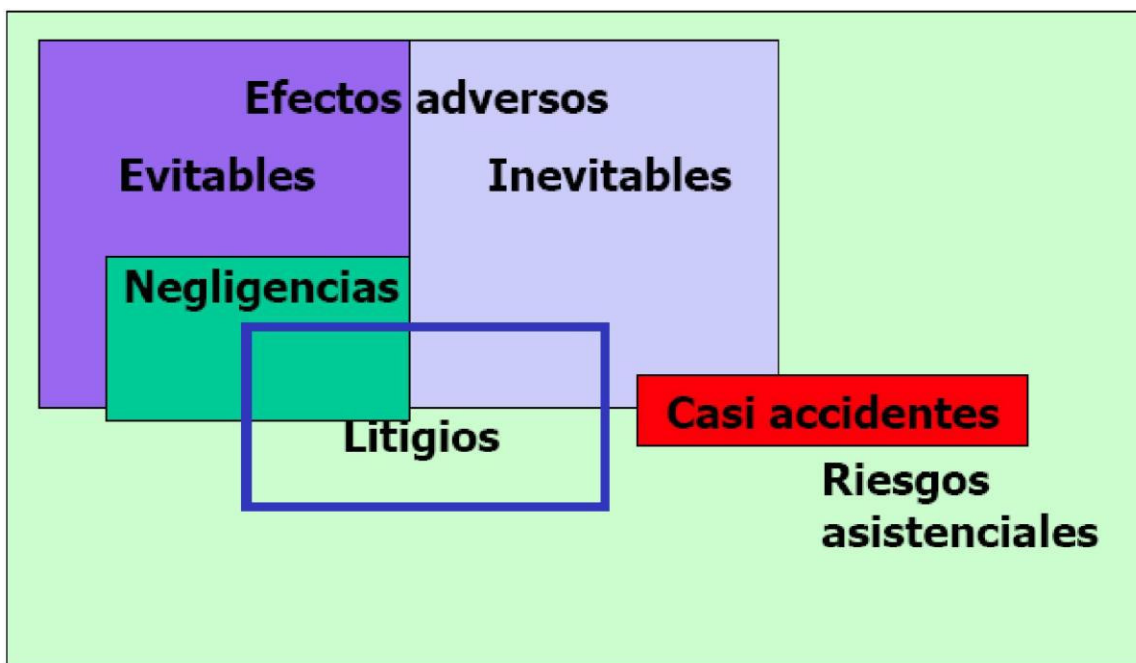 Efectos adversos
Evitables
Inevitables
Negligencias
Litigios
Casi accidentes
Riesgos
asistenciales